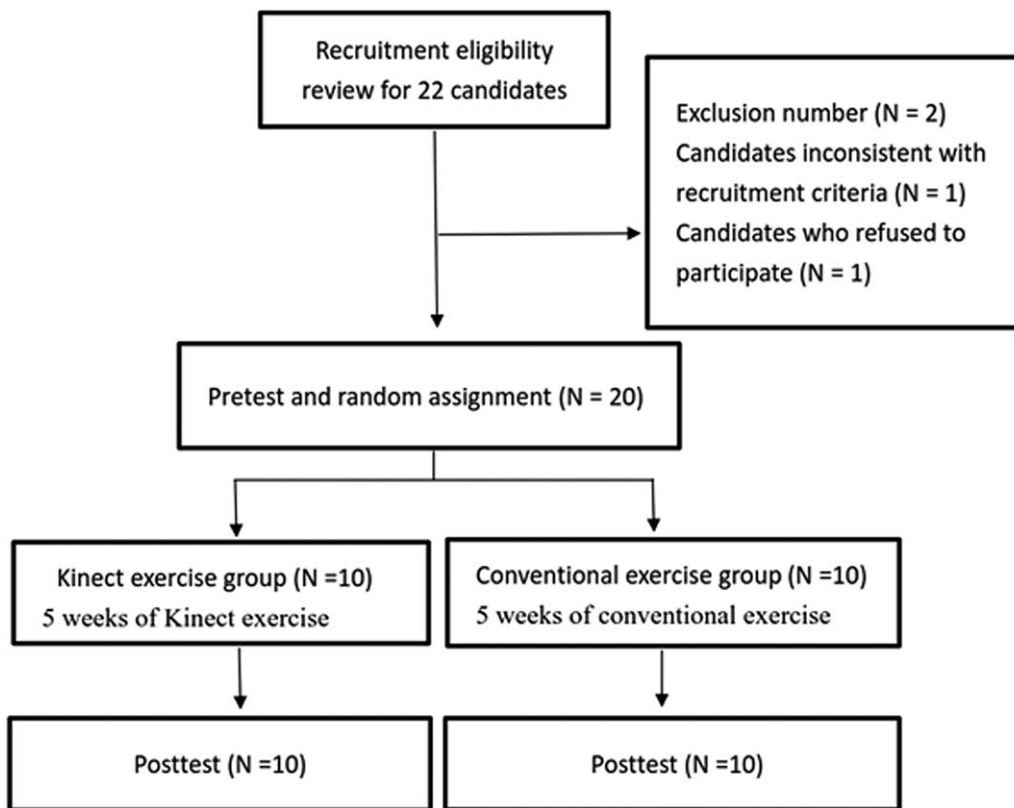 Recruitment eligibility
review for 22 candidates
Exclusion number (N = 2)
Candidates inconsistent with
recruitment criteria (N = 1)
Candidates who refused to
participate (N = 1)
Pretest and random assignment (N = 20)
Kinect exercise group (N =10)
5 weeks of Kinect exercise
Conventional exercise group (N =10)
5 weeks of conventional exercise
Posttest (N =10)
Posttest (N =10)